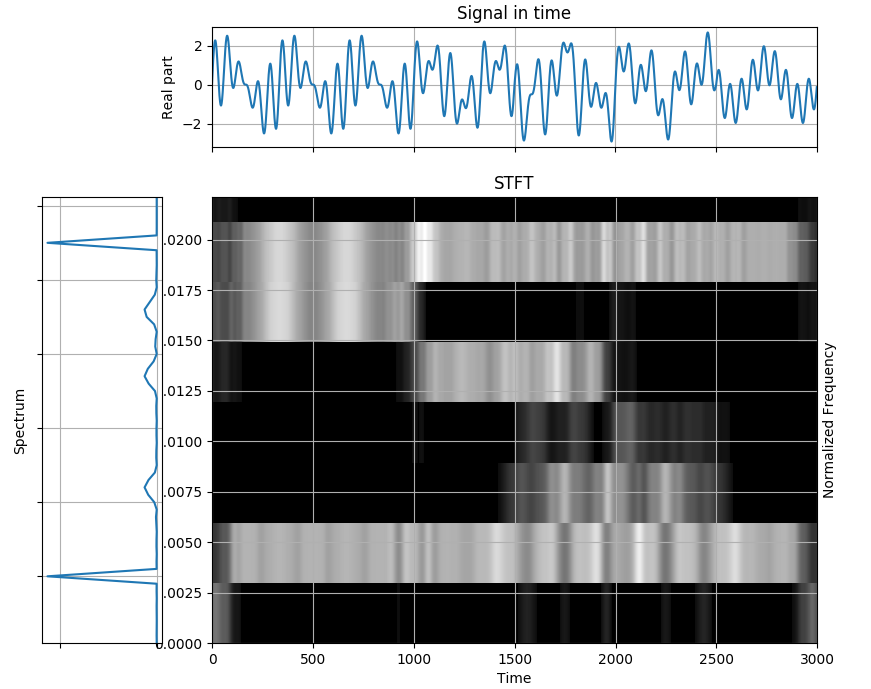 Signal in time
Real part
2
0
−2
STFT
Spectrum
.0200
.0175
.0150
.0125
.0100
.0075
.0050
.0025
0.0000
Normalized Frequency
0 500 1000 1500 2000 2500 3000
Time